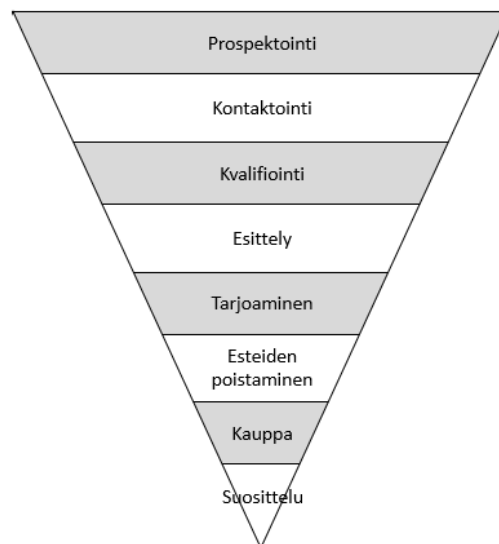 Prospektointi
Kontaktointi
Kvalifiointi
Esittely
Tarjoaminen
Esteiden
poistaminen
Kauppa
Suosittelu